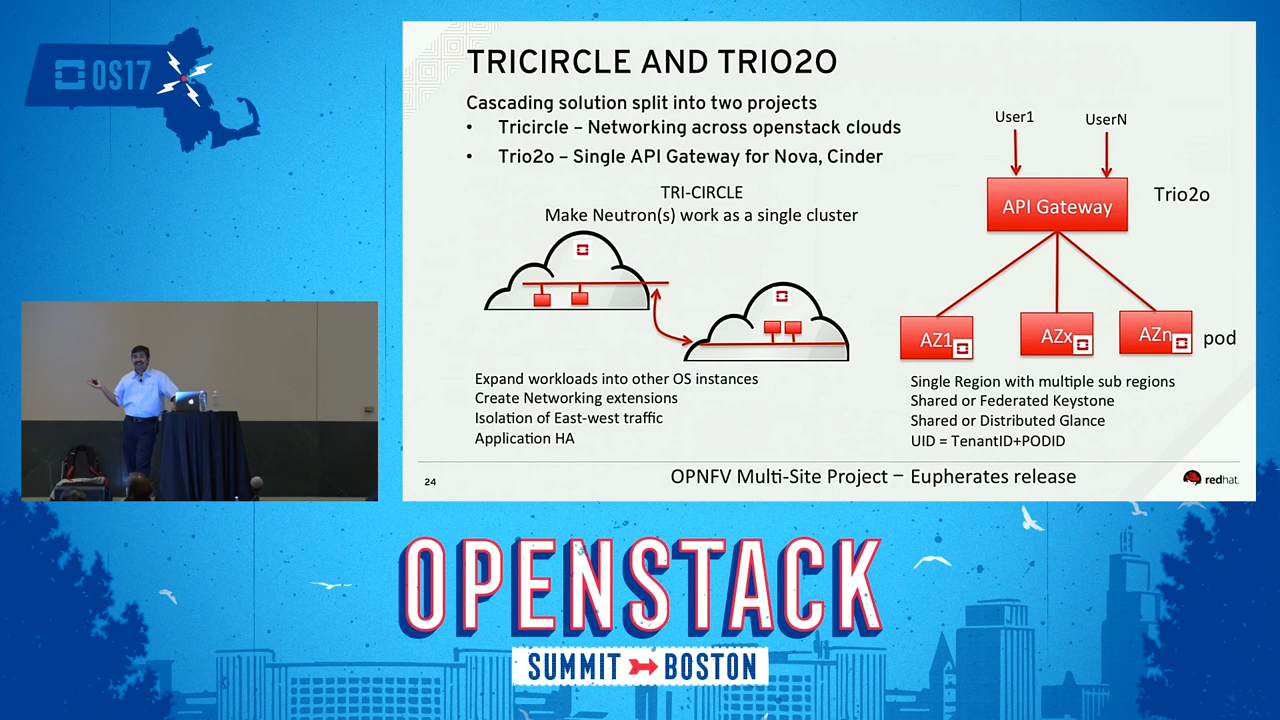 OS17
TRICIRCLE AND TRIO2O
Cascading solution split into two projects
• Tricircle – Networking across openstack clouds
• Trio2o – Single API Gateway for Nova, Cinder
TRI-CIRCLE
Make Neutron(s) work as a single cluster
User1
UserN
API Gateway
Trio2o
AZ1
AZx
AZn
pod
Expand workloads into other OS instances
Create Networking extensions
Isolation of East-west traffic
Application HA
Single Region with multiple sub regions
Shared or Federated Keystone
Shared or Distributed Glance
UID = TenantID+PODID
24
OPNFV Multi-Site Project – Eupherates release
redhat.
OPENSTACK
SUMMIT BOSTON